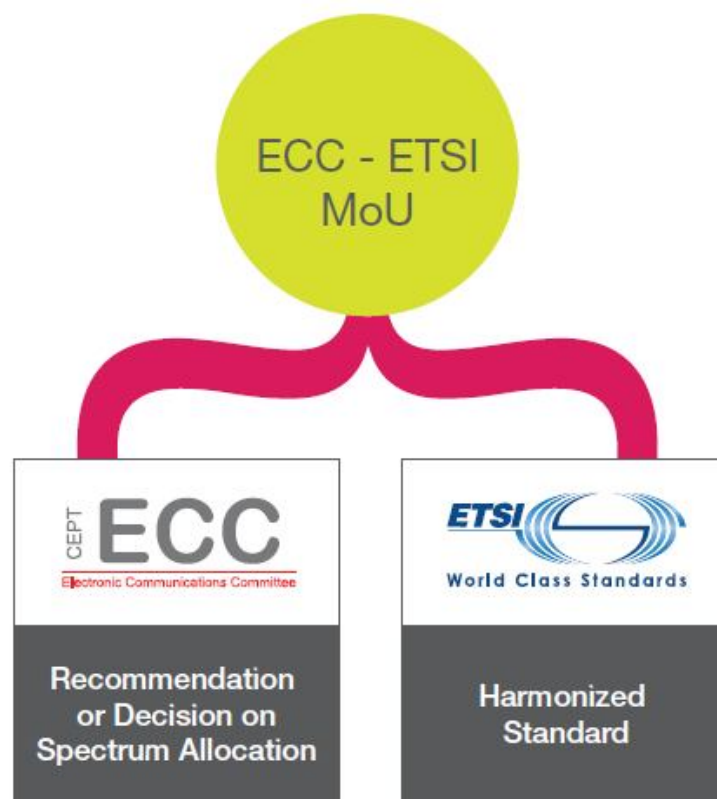 ECC - ETSI
MoU
CEPT
ECC
Electronic Communications Committee
Recommendation
or Decision on
Spectrum Allocation
ETSI
World Class Standards
Harmonized
Standard